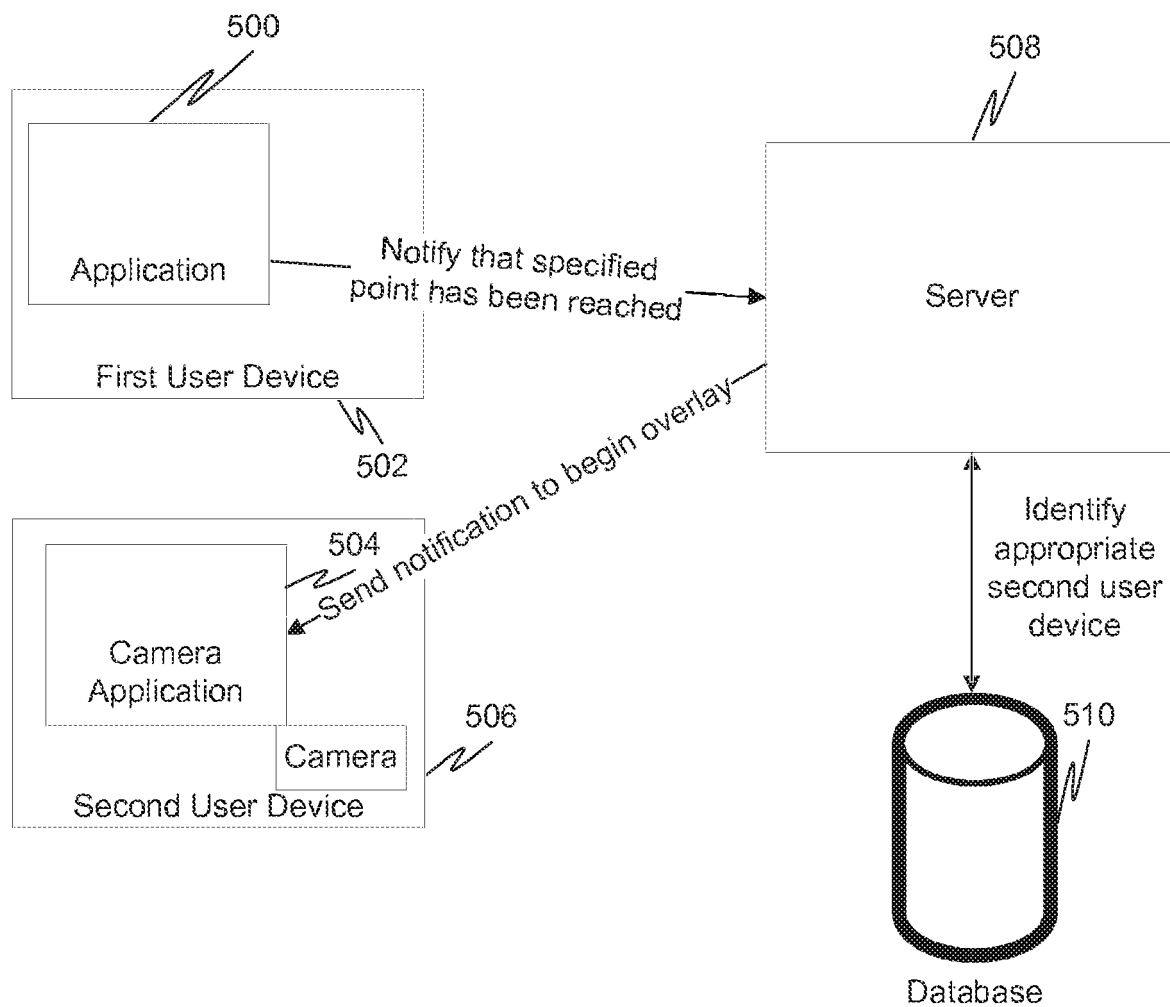 500
508
Application
Notify that specified
point has been reached
Server
First User Device
502
Send notification to begin overlay
504
Camera
Application
Identify
appropriate
second user
device
506
Camera
Second User Device
510
Database